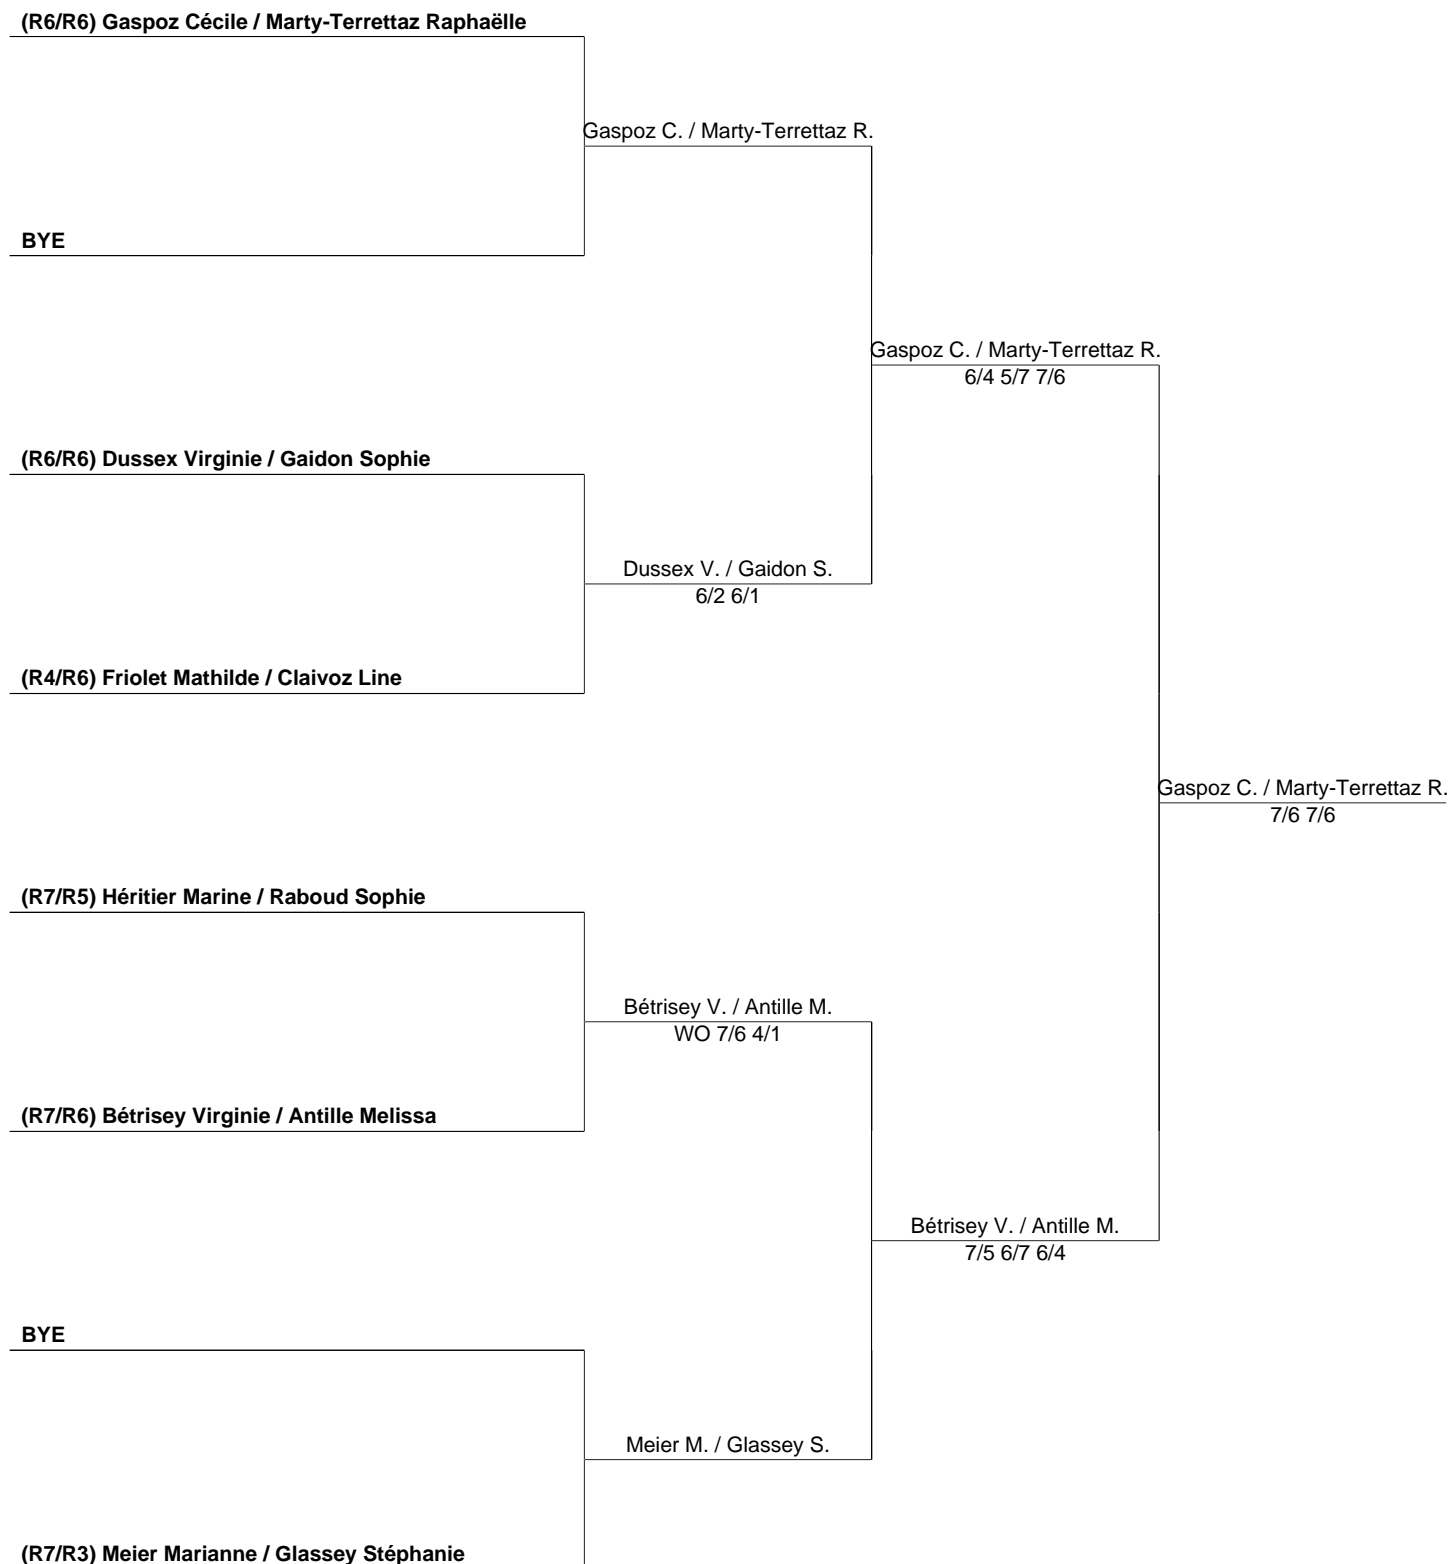 (R6/R6) Gaspoz Cécile / Marty-Terrettaz Raphaëlle
Gaspoz C. / Marty-Terrettaz R.
BYE
Gaspoz C. / Marty-Terrettaz R.
6/4 5/7 7/6
(R6/R6) Dussex Virginie / Gaidon Sophie
Dussex V. / Gaidon S.
6/2 6/1
(R4/R6) Friolet Mathilde / Claivoz Line
Gaspoz C. / Marty-Terrettaz R.
7/6 7/6
(R7/R5) Héritier Marine / Raboud Sophie
Bétrisey V. / Antille M.
WO 7/6 4/1
(R7/R6) Bétrisey Virginie / Antille Melissa
Bétrisey V. / Antille M.
7/5 6/7 6/4
BYE
Meier M. / Glassey S.
(R7/R3) Meier Marianne / Glassey Stéphanie